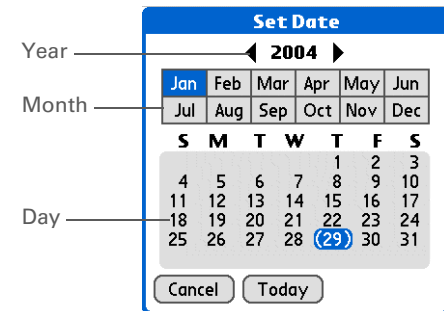 Set Date
Year
2004
Jan Feb Mar Apr May Jun
Month
Jul Aug Sep Oct Nov Dec
S M T W T F S
1 2 3
4 5 6 7 8 9 10
11 12 13 14 15 16 17
Day
18 19 20 21 22 23 24
25 26 27 28 (29) 30 31
Cancel Today